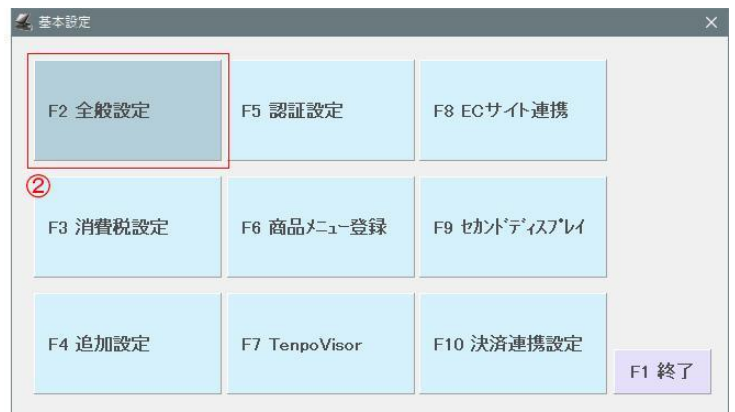 基本設定
F2 全般設定
F5 認証設定
F8 ECサイト連携
②
F3 消費税設定
F6 商品ﾒﾆｭｰ登録
F9 ｾｶﾝﾄﾞﾃﾞｨｽﾌﾟﾚｲ
F4 追加設定
F7 TenpoVisor
F10 決済連携設定
F1 終了